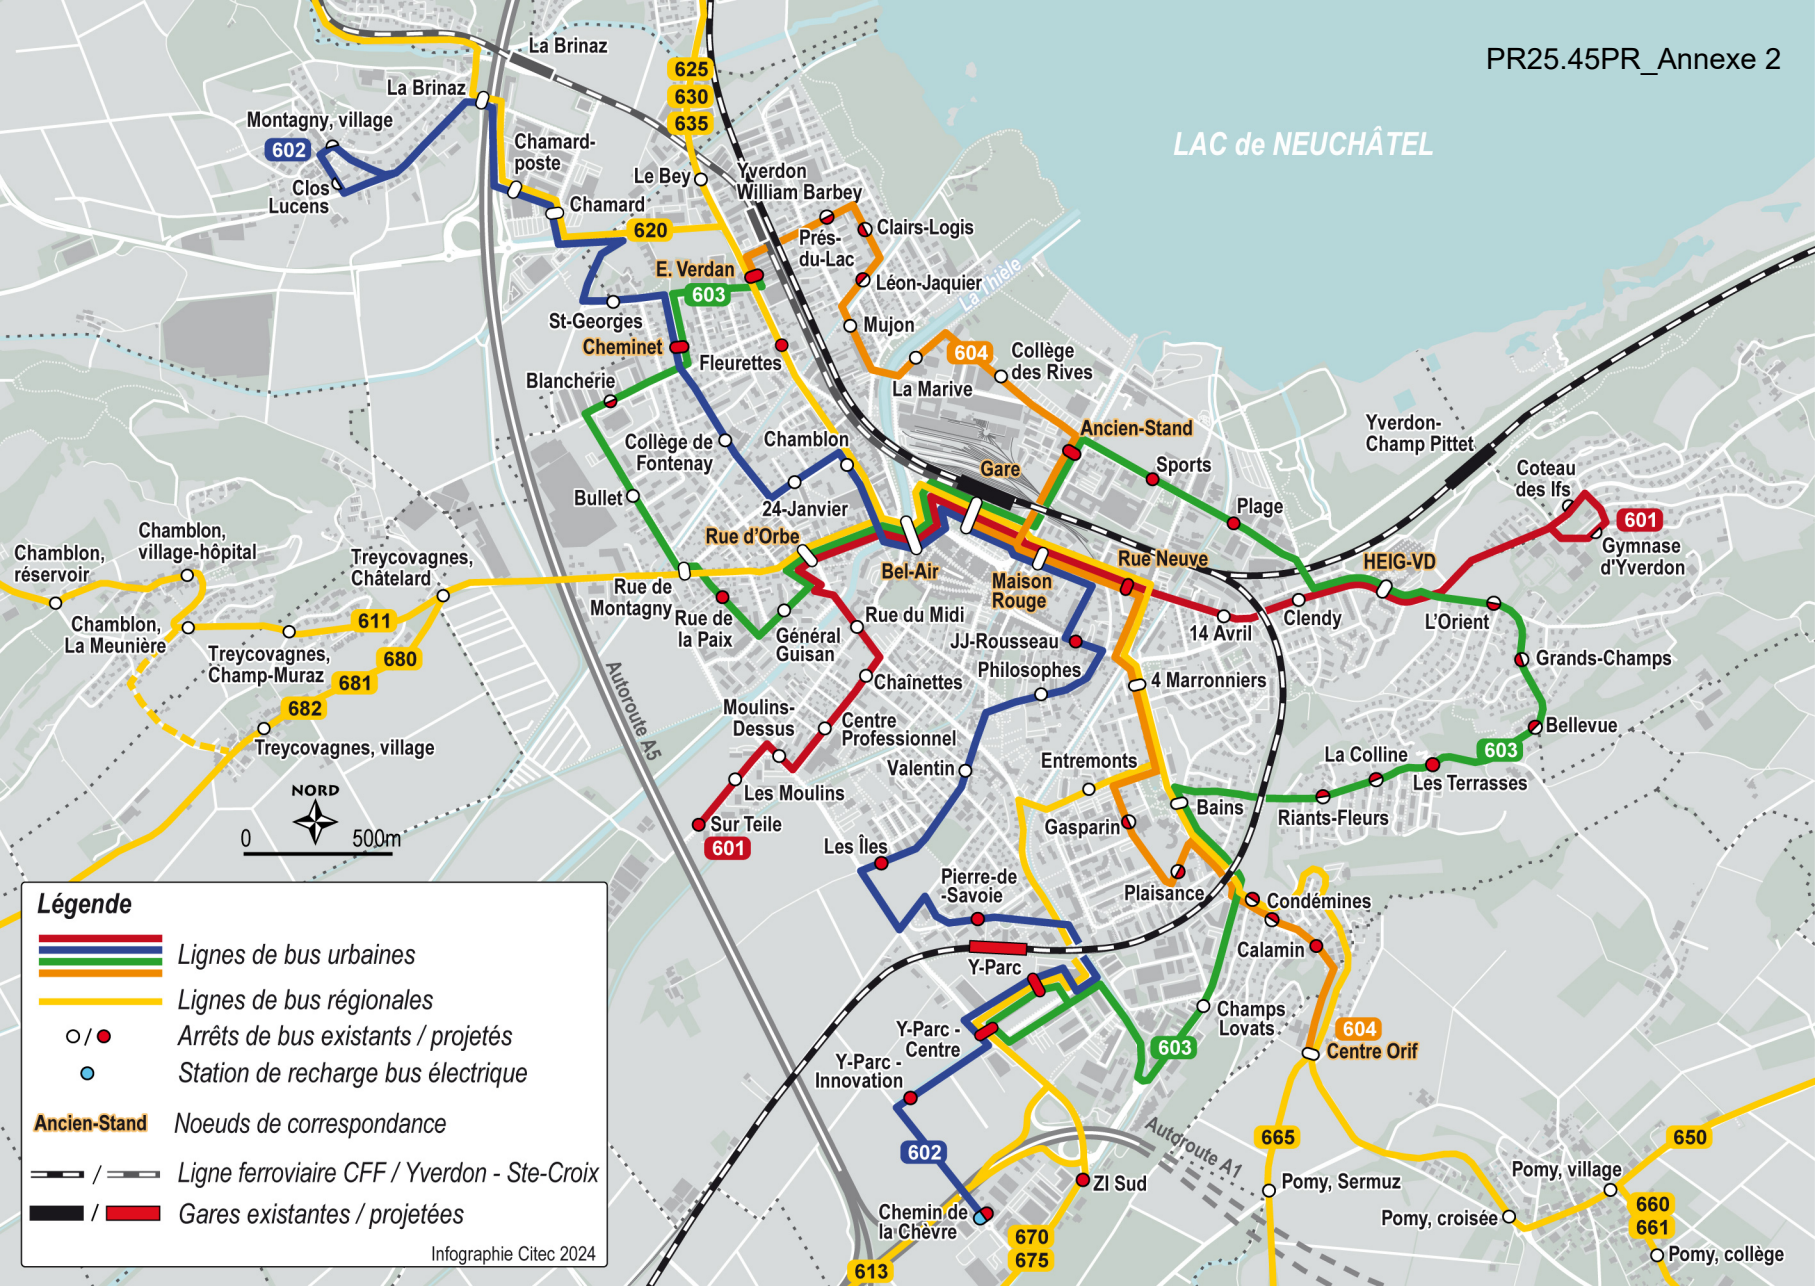 PR25.45PR_Annexe 2
La Brinaz
La Brinaz
625
630
635
Montagny, village
602
Clos
Lucens
Chamard-
poste
Chamard
Le Bey
Yverdon
William Barbey
LAC de NEUCHÂTEL
620
Prés-
du-Lac
Clairs-Logis
E. Verdan
603
Léon-Jaquier
La Thièle
St-Georges
Mujon
Cheminet
Fleurettes
604
Collège
des Rives
Blancherie
La Marive
Collège de
Fontenay
Chamblon
Ancien-Stand
Yverdon-
Champ Pittet
Gare
Sports
Coteau
des Ifs
Bullet
24-Janvier
Plage
601
Chamblon,
village-hôpital
Rue d'Orbe
Gymnase
d'Yverdon
Chamblon,
réservoir
Treycovagnes,
Châtelard
Bel-Air
Rue Neuve
HEIG-VD
Maison
Rouge
Rue de
Montagny
Rue de
la Paix
Général
Guisan
Rue du Midi
14 Avril
Clendy
L'Orient
Chamblon,
La Meunière
611
JJ-Rousseau
Treycovagnes,
Champ-Muraz
680
681
682
Autoroute A5
Philosophes
Grands-Champs
Chainettes
4 Marronniers
Moulins-
Dessus
Centre
Professionnel
Treycovagnes, village
Bellevue
603
La Colline
Les Terrasses
Valentin
Entremonts
NORD
0
500m
Les Moulins
Bains
Riants-Fleurs
Sur Teile
601
Gasparin
Les Îles
Pierre-de
-Savoie
Plaisance
Condémines
Calamin
Y-Parc
Légende
Lignes de bus urbaines
Lignes de bus régionales
/
Arrêts de bus existants / projetés
Station de recharge bus électrique
Ancien-Stand
Noeuds de correspondance
/
Ligne ferroviaire CFF / Yverdon - Ste-Croix
/
Gares existantes / projetées
Infographie Citec 2024
Champs
Lovats
Y-Parc -
Centre
603
604
Centre Orif
Y-Parc -
Innovation
602
Autoroute A1
665
650
ZI Sud
Pomy, Sermuz
Pomy, village
Chemin de
la Chèvre
Pomy, croisée
660
661
670
675
Pomy, collège
613